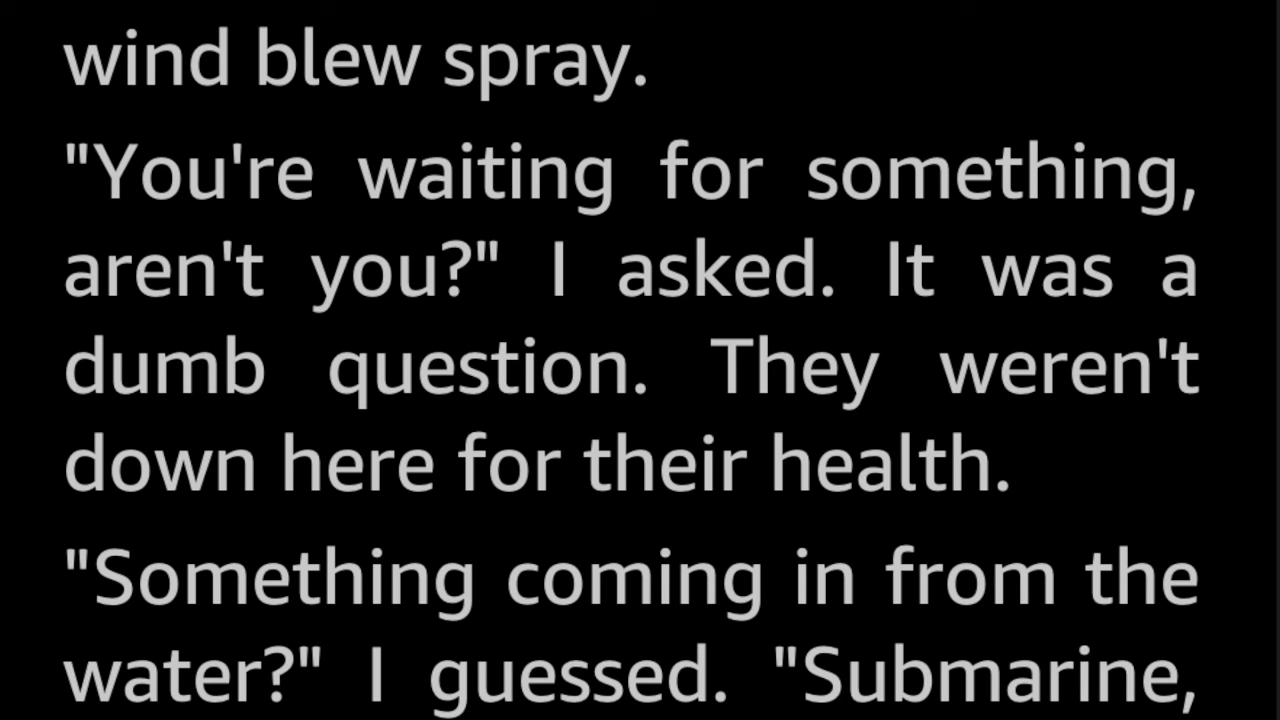 wind blew spray.
"You're waiting for something,
aren't you?" I asked. It was a
dumb question. They weren't
down here for their health.
"Something coming in from the
water?" I guessed. "Submarine,